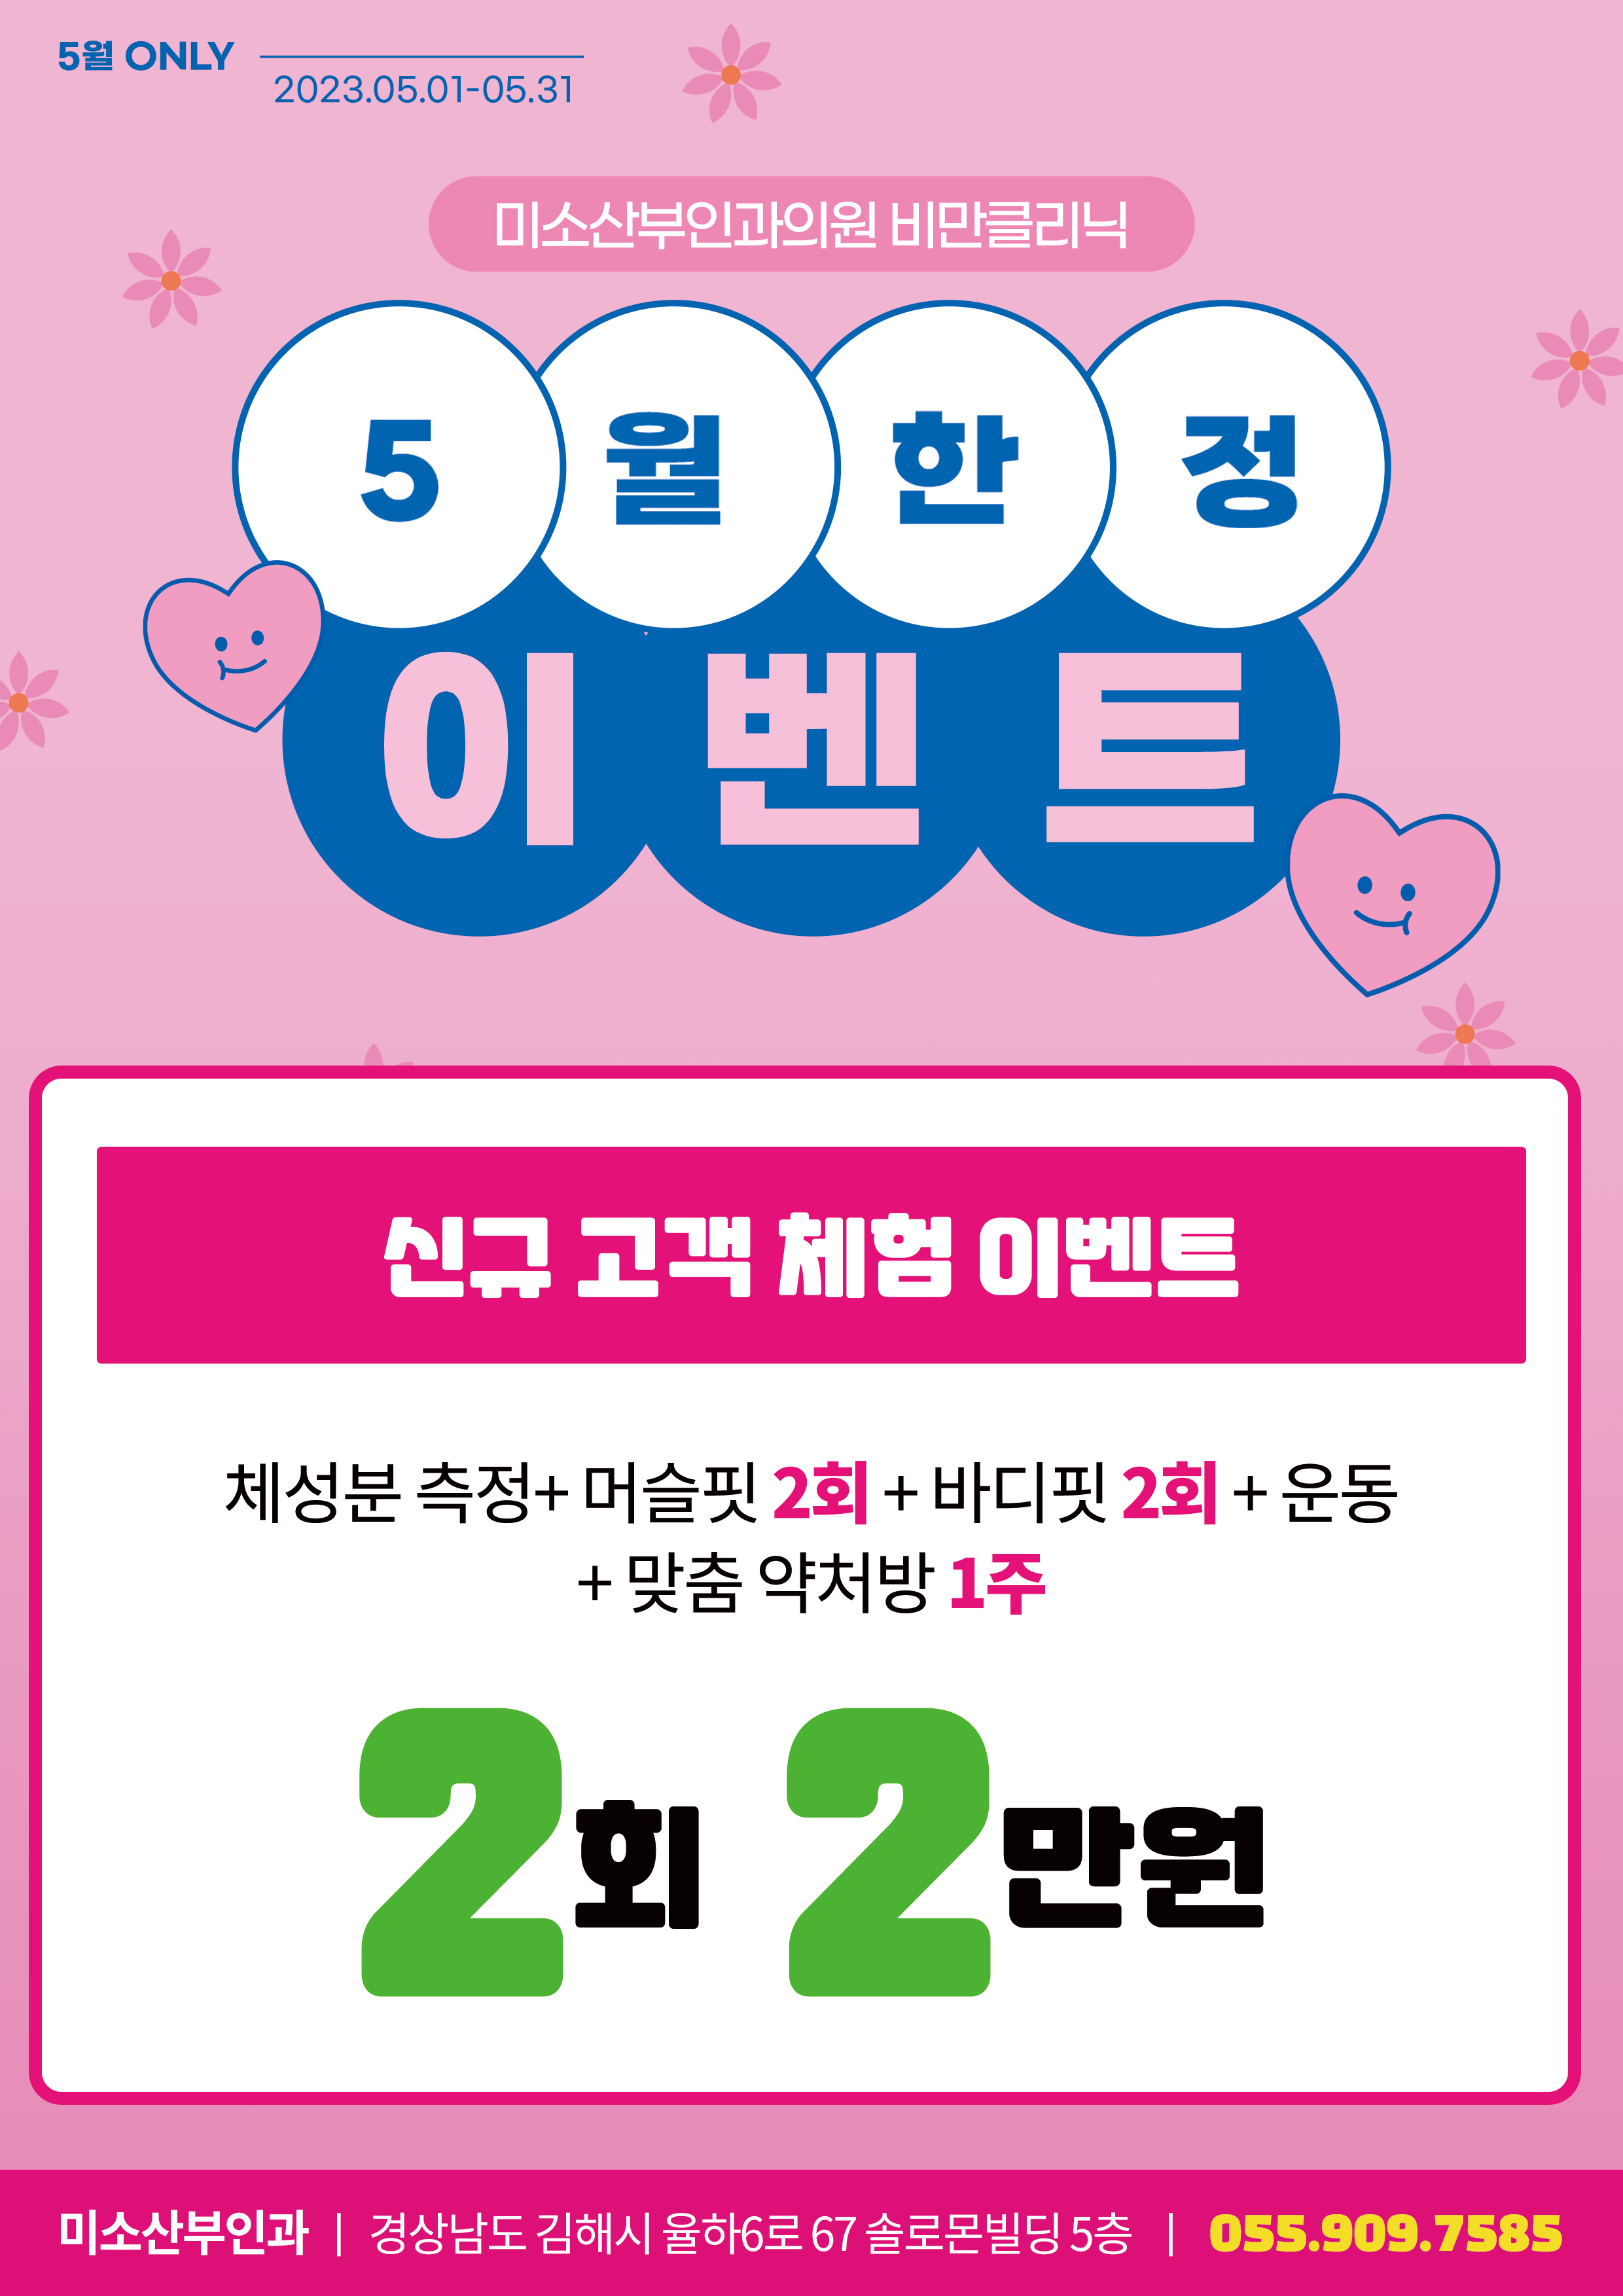 5월 ONLY
2023.05.01-05.31
미소산부인과의원 비만클리닉
5월한정
이벤트
신규 고객 체험 이벤트
체성분 측정+ 머슬핏 2회 + 바디핏 2회 + 운동
+ 맞춤 약처방 1주
2회 2만원
미소산부인과 | 경상남도 김해시 율하6로 67 솔로몬빌딩 5층 | 055.909.7585